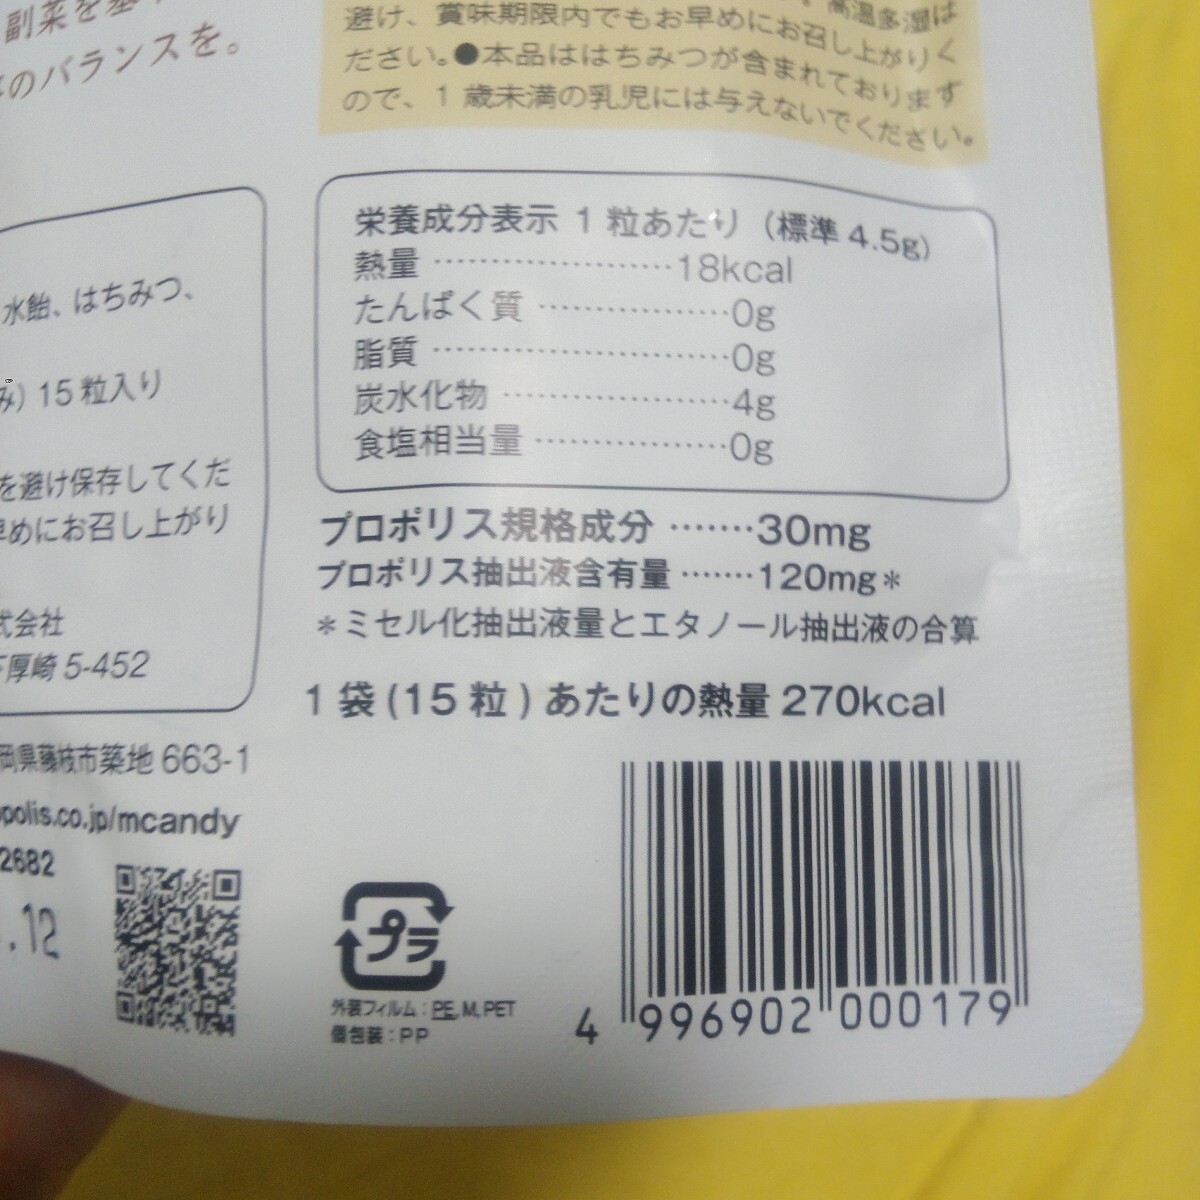 副菜を基
のバランスを。
高温多湿は
避け、賞味期限内でもお早めにお召し上がりく
ださい。●本品ははちみつが含まれております
ので、1歳未満の乳児には与えないでください。
水飴、はちみつ、
み) 15粒入り
を避け保存してくだ
早めにお召し上がり
式会社
下厚崎 5-452
岡県藤枝市築地 663-1
polis.co.jp/mcandy
2682
.12
栄養成分表示 1粒あたり (標準 4.5g)
熱量 …………………18kcal
たんぱく質 ………………0g
脂質 ………………………0g
炭水化物 …………………4g
食塩相当量 ………………0g
プロポリス規格成分 ……‥30mg
プロポリス抽出液含有量 ……‥120mg*
*ミセル化抽出液量とエタノール抽出液の合算
1袋(15粒)あたりの熱量 270kcal
プラ
外装フィルム：PE, M, PET
個包装：PP
4 996902 000179